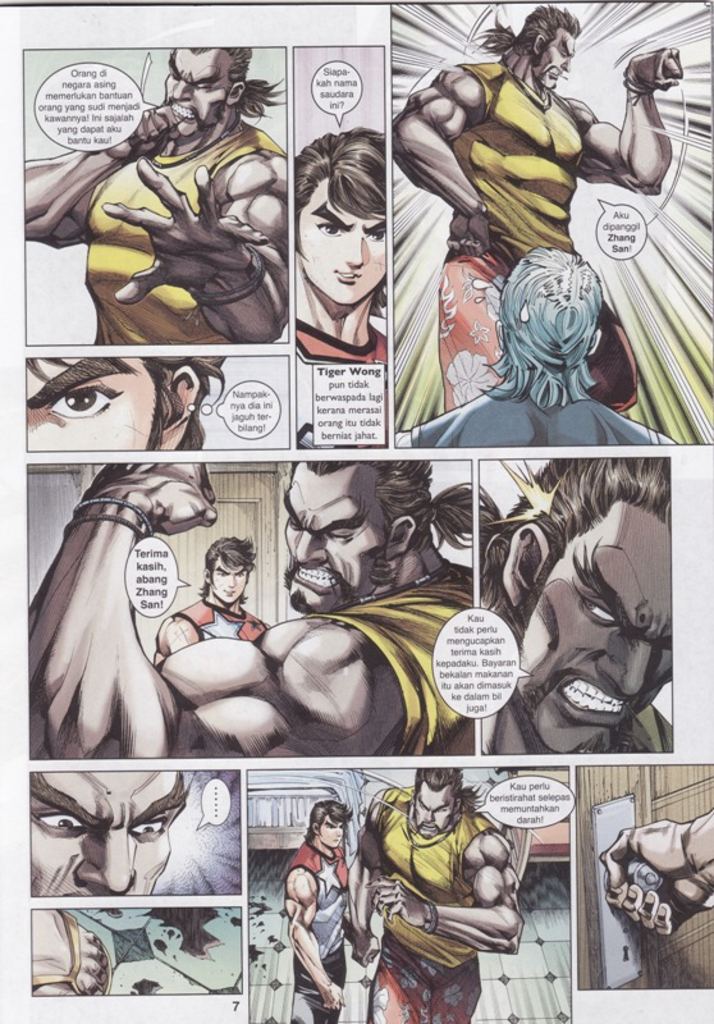 Orang di
negara asing
memerlukan bantuan
orang yang sudi menjadi
kawannya! Ini sajalah
yang dapat aku
bantu kau!
Siapa-
kah nama
saudara
ini?
Aku
dipanggil
Zhang
San!
Tiger Wong
pun tidak
berwaspada lagi
kerana merasai
orang itu tidak
berniat jahat.
Nampak-
nya dia ini
jaguh ter-
bilang!
Terima
kasih,
abang
Zhang
San!
Kau
tidak perlu
mengucapkan
terima kasih
kepadaku. Bayaran
bekalan makanan
itu akan dimasuk
ke dalam bil
juga!
......
Kau perlu
beristirahat selepas
memuntahkan
darah!
7